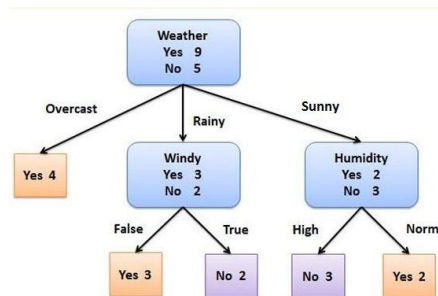 Weather
Yes 9
No 5
Overcast
Rainy
Sunny
Yes 4
Windy
Yes 3
No 2
Humidity
Yes 2
No 3
False
True
High
Norm
Yes 3
No 2
No 3
Yes 2